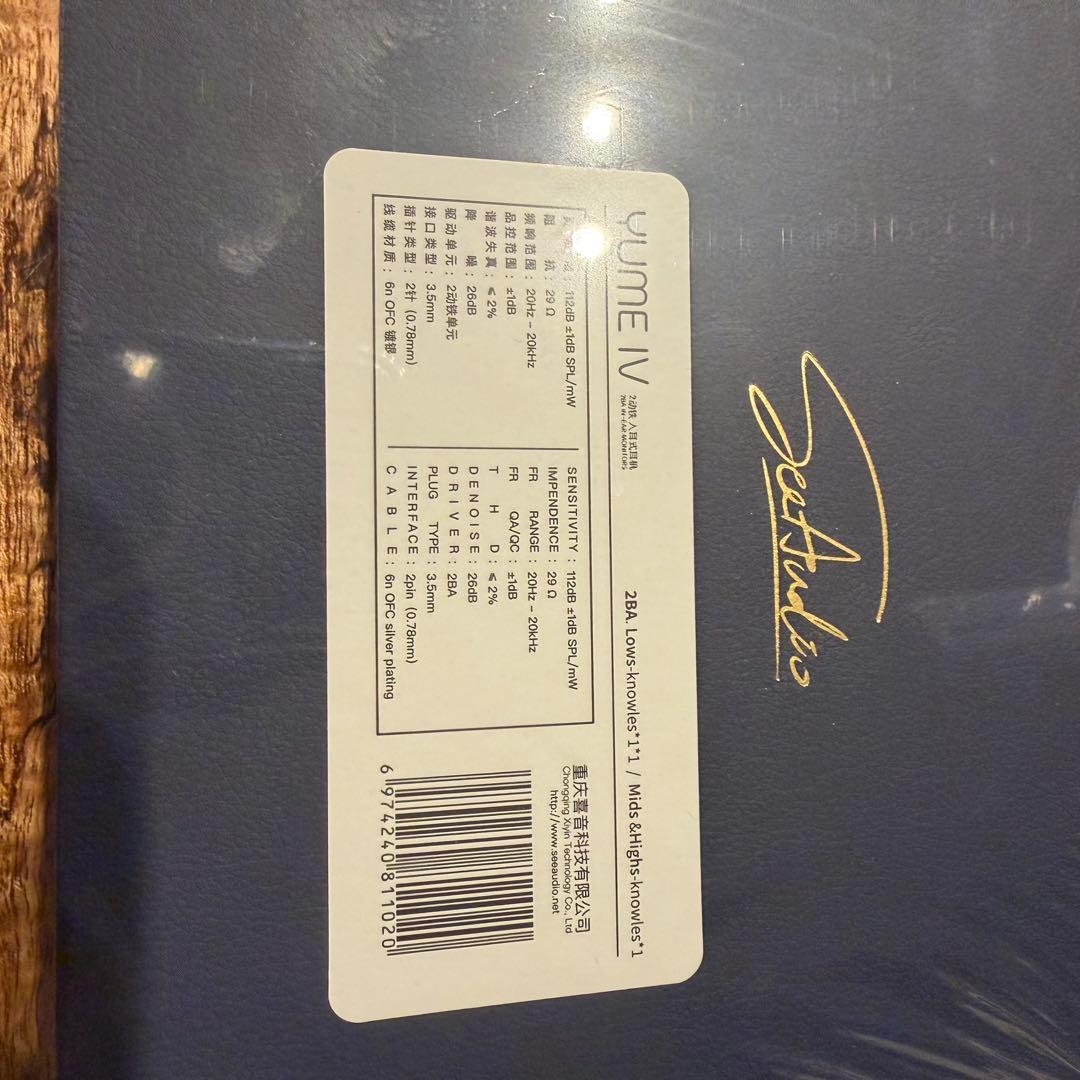 SeeAudio
YUME IV
2动铁 入耳式耳机
2BA IN-EAR MONITORS
2BA. Lows-knowles*1*1 / Mids &Highs-knowles*1
112dB ±1dB SPL/mW
阻 抗: 29 Ω
频响范围: 20Hz – 20kHz
品控范围: ±1dB
谐波失真: ⩽ 2%
降 噪: 26dB
驱动单元: 2动铁单元
接口类型: 3.5mm
插针类型: 2针 (0.78mm)
线缆材质: 6n OFC 镀银
SENSITIVITY: 112dB ±1dB SPL/mW
IMPENDENCE: 29 Ω
FR RANGE: 20Hz – 20kHz
FR QA/QC: ±1dB
T H D: ⩽ 2%
DENOISE: 26dB
DRIVER: 2BA
PLUG TYPE: 3.5mm
INTERFACE: 2pin (0.78mm)
CABLE: 6n OFC silver plating
重庆喜音科技有限公司
Chongqing Xiyin Technology Co., Ltd
http://www.seeaudio.net
6 974240 811020